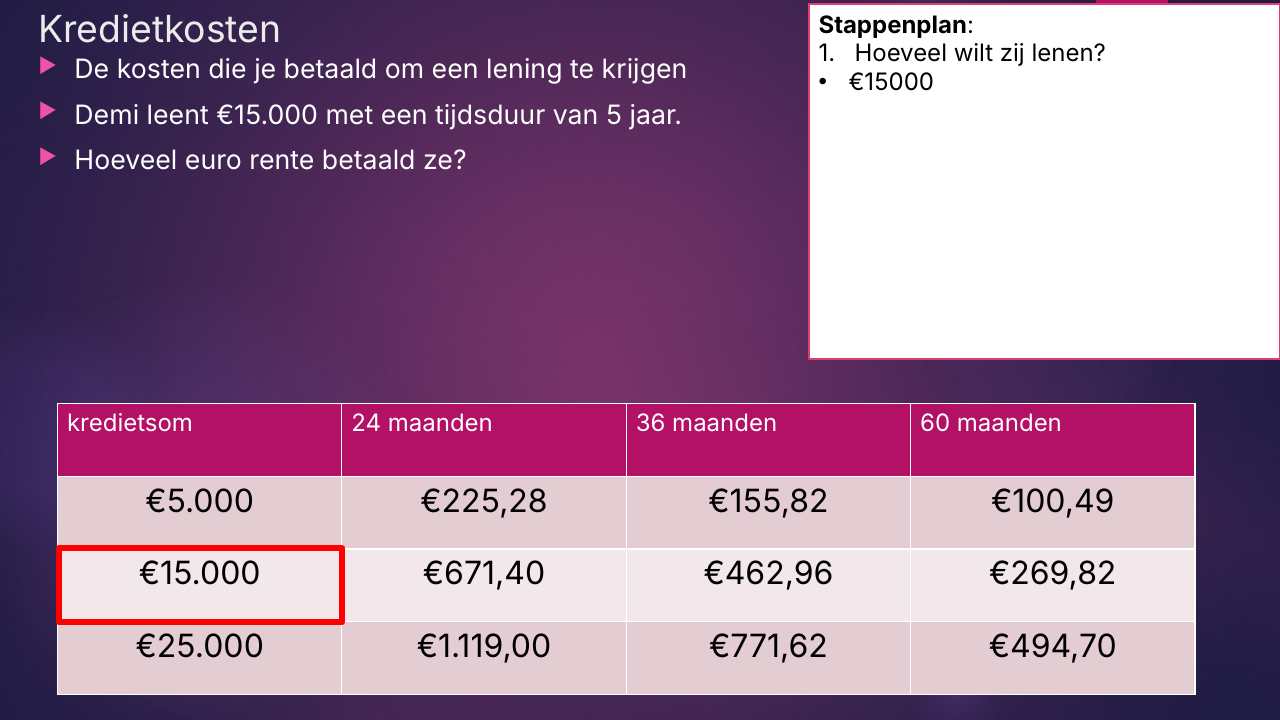 Kredietkosten
De kosten die je betaald om een lening te krijgen
Demi leent €15.000 met een tijdsduur van 5 jaar.
Hoeveel euro rente betaald ze?
Stappenplan:
1. Hoeveel wilt zij lenen?
• €15000
kredietsom 24 maanden 36 maanden 60 maanden
€5.000 €225,28 €155,82 €100,49
€15.000 €671,40 €462,96 €269,82
€25.000 €1.119,00 €771,62 €494,70